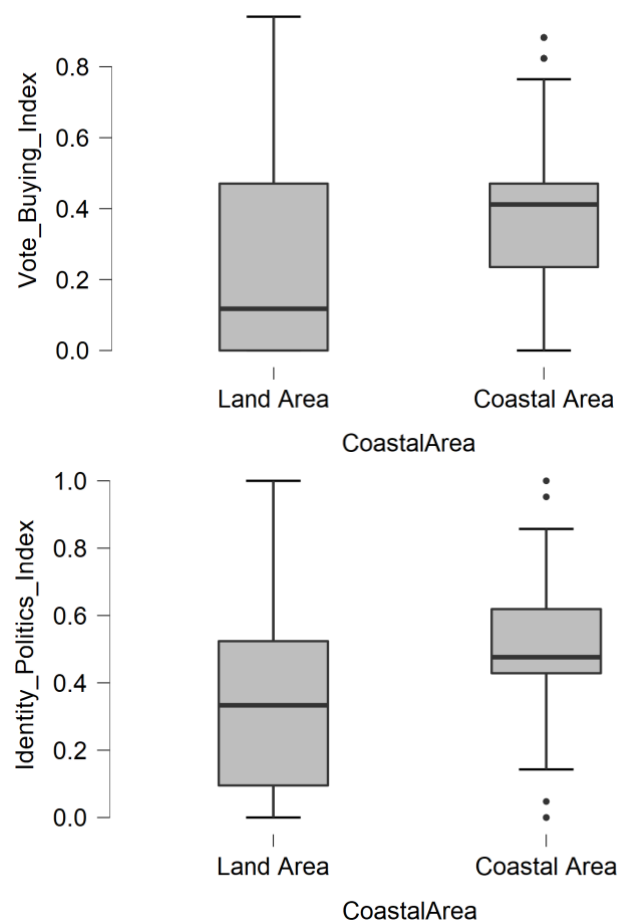 Vote_Buying_Index
0.8
0.6
0.4
0.2
0.0
Land Area
Coastal Area
CoastalArea
Identity_Politics_Index
1.0
0.8
0.6
0.4
0.2
0.0
Land Area
Coastal Area
CoastalArea